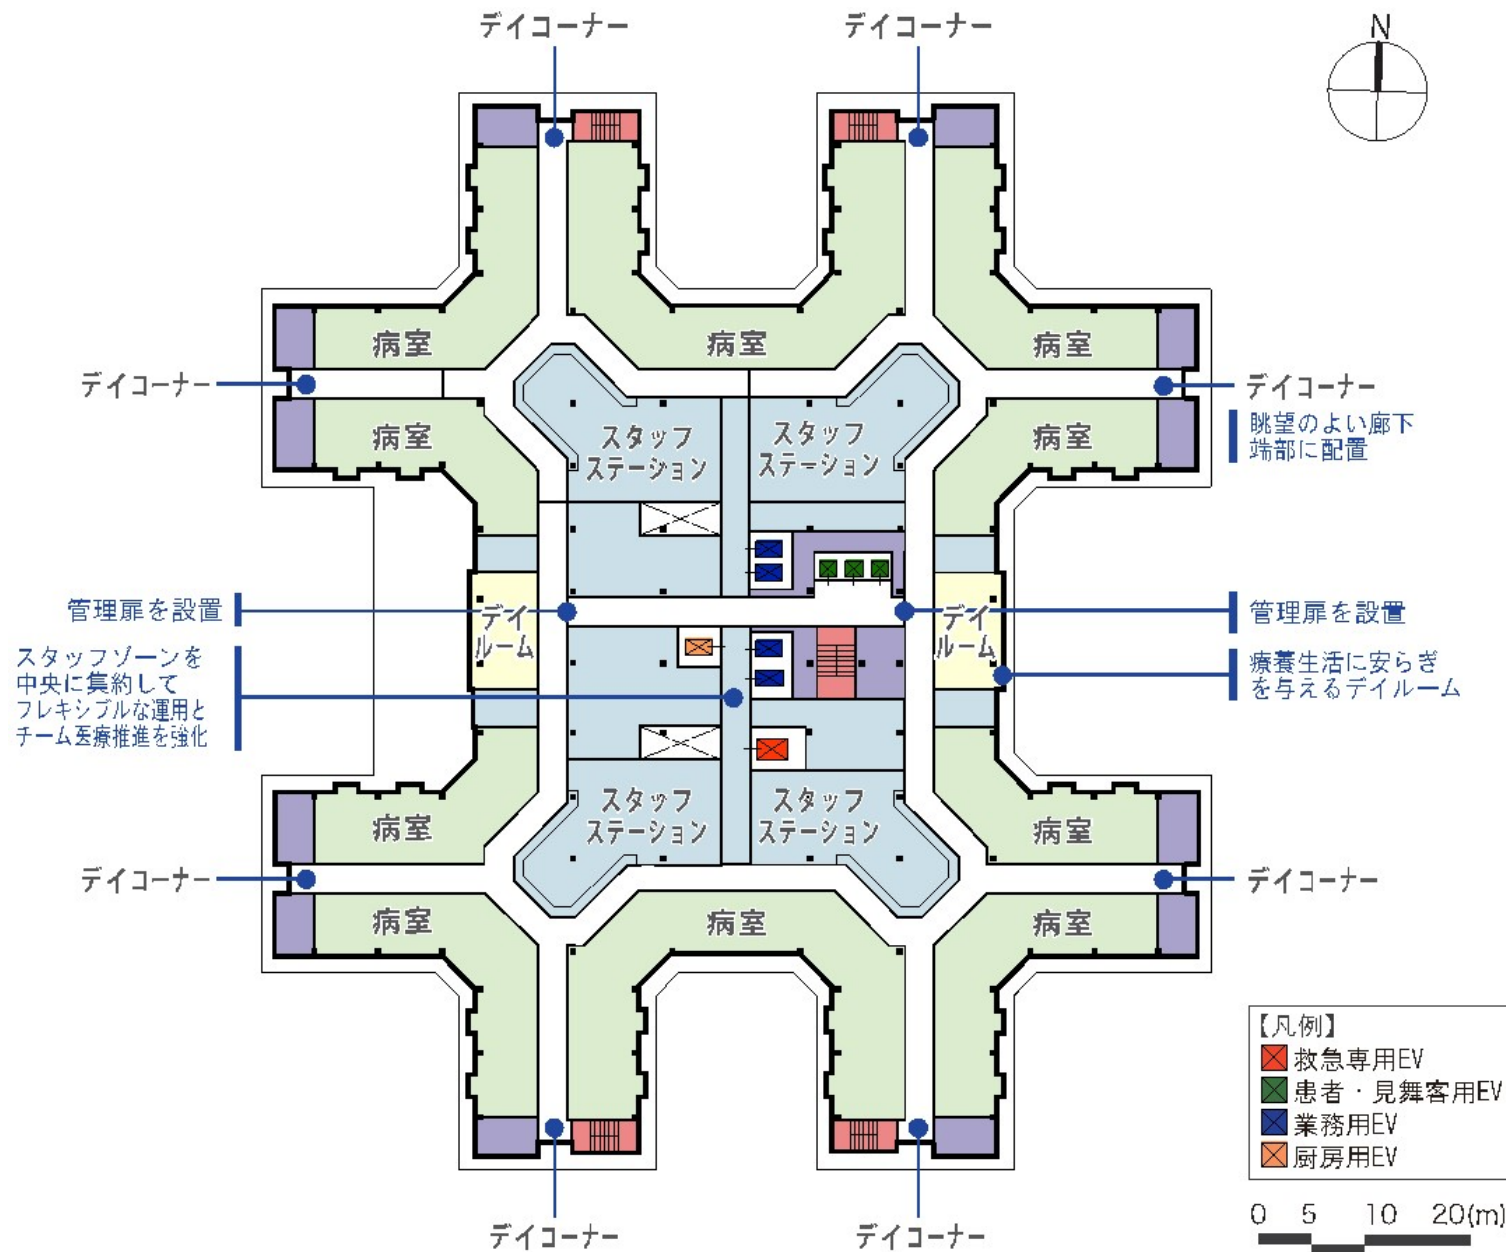 デイコーナー
デイコーナー
N
病室
病室
病室
デイコーナー
デイコーナー
眺望のよい廊下
端部に配置
病室
スタッフ
ステーション
スタッフ
ステーション
病室
管理扉を設置
デイ
ルーム
デイ
ルーム
管理扉を設置
スタッフゾーンを
中央に集約して
フレキシブルな運用と
チーム医療推進を強化
療養生活に安らぎ
を与えるデイルーム
病室
スタッフ
ステーション
スタッフ
ステーション
病室
デイコーナー
デイコーナー
病室
病室
病室
デイコーナー
デイコーナー
【凡例】
救急専用EV
患者・見舞客用EV
業務用EV
厨房用EV
0 5 10 20(m)